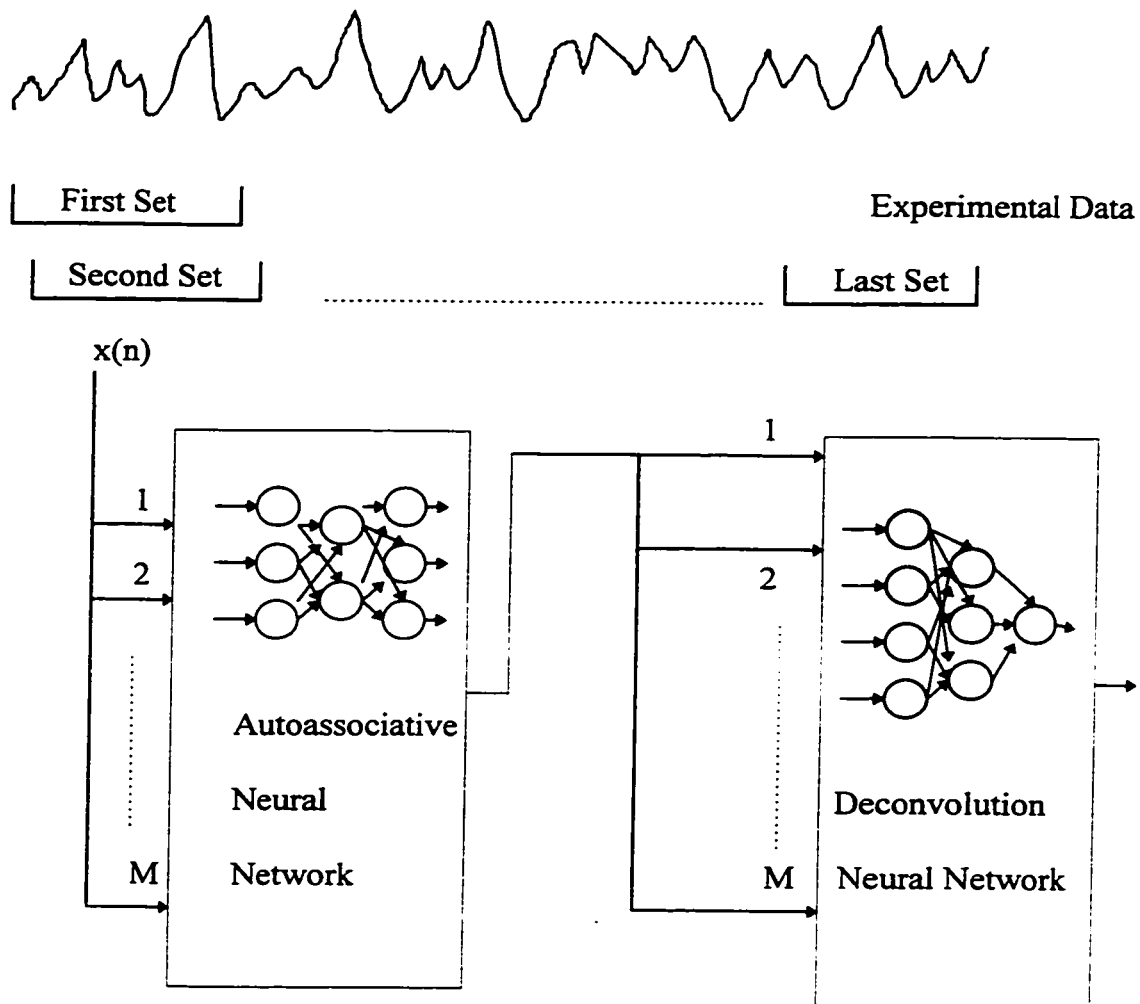 First Set
Experimental Data
Second Set
Last Set
x(n)
1
2
M
Autoassociative
Neural
Network
1
2
M
Deconvolution
Neural Network